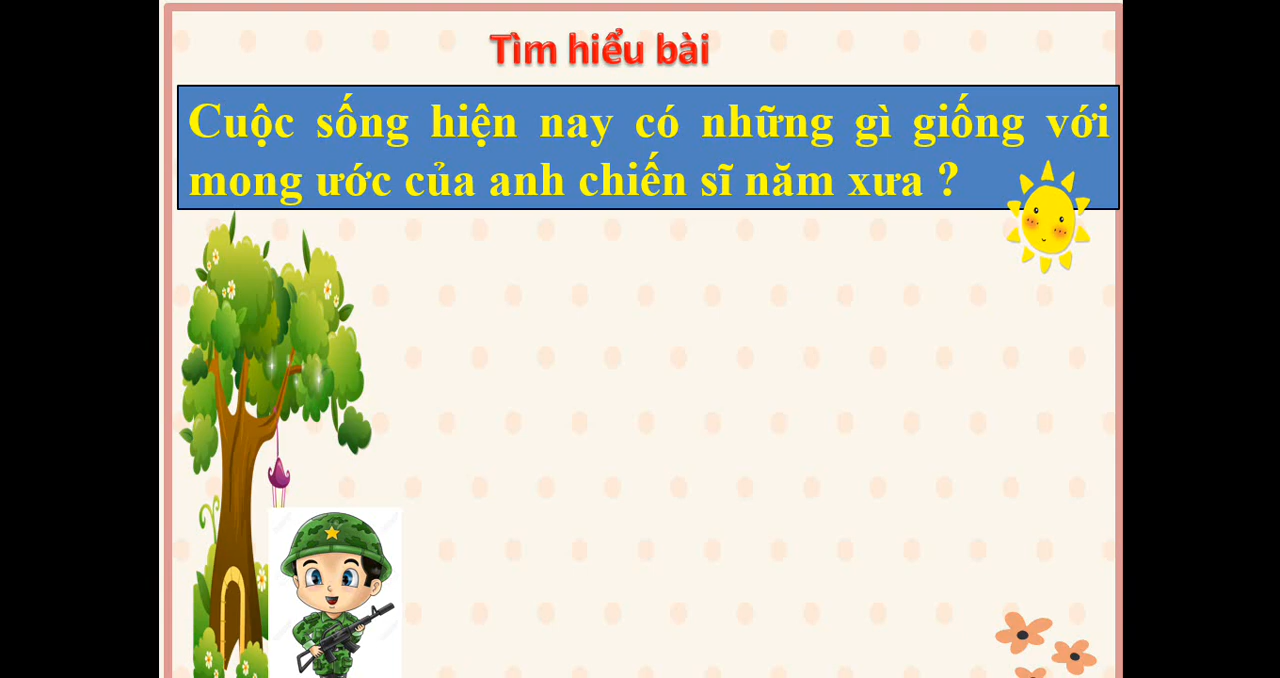 Tìm hiểu bài
Cuộc sống hiện nay có những gì giống với
mong ước của anh chiến sĩ năm xưa ?